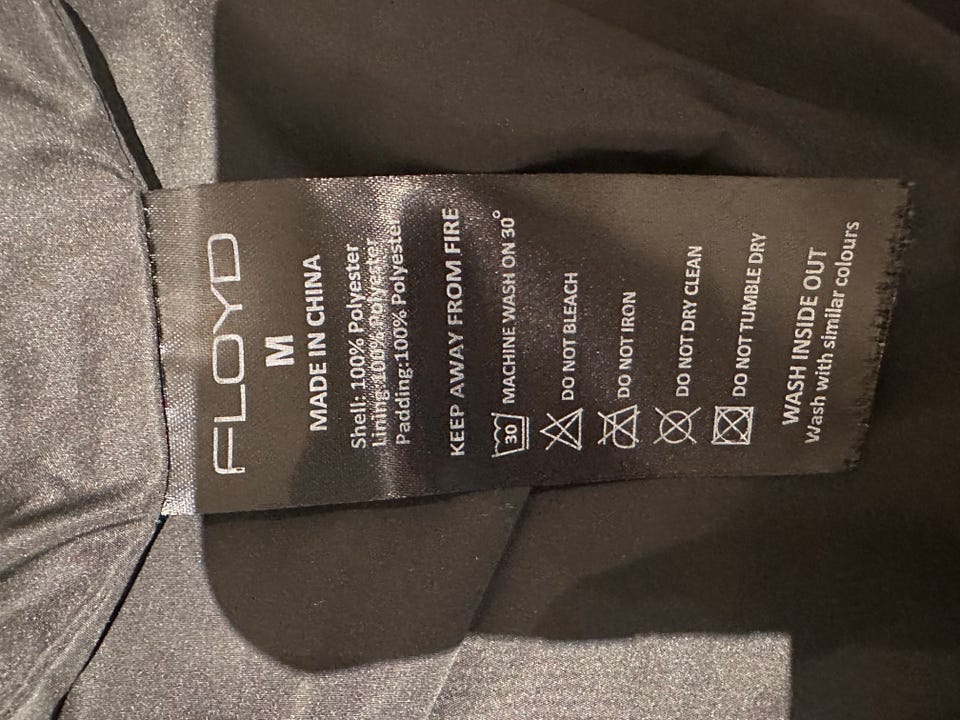 FLOYD
M
MADE IN CHINA
Shell: 100% Polyester
Lining:100% Polyester
Padding:100% Polyester
KEEP AWAY FROM FIRE
30 MACHINE WASH ON 30°
DO NOT BLEACH
DO NOT IRON
DO NOT DRY CLEAN
DO NOT TUMBLE DRY
WASH INSIDE OUT
Wash with similar colours